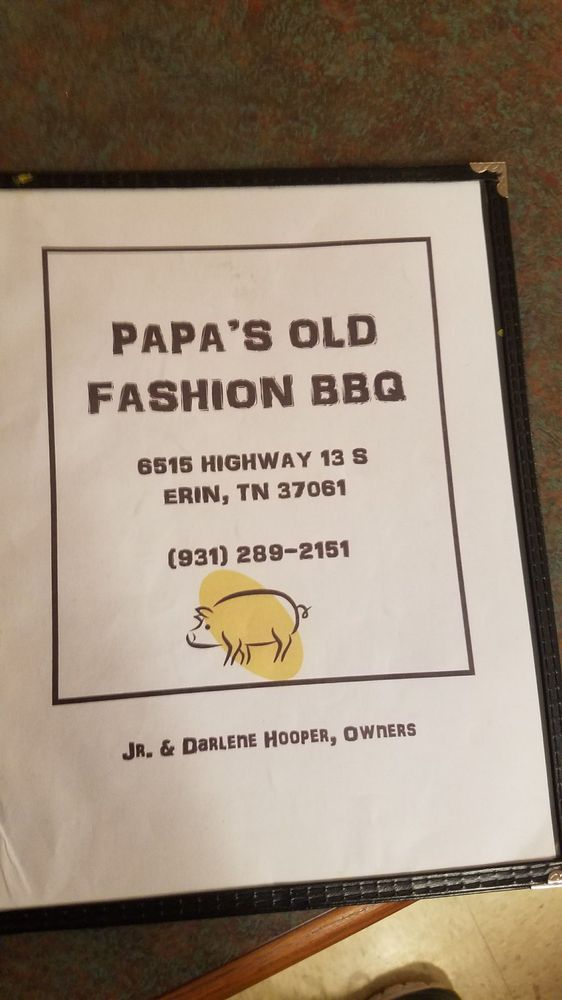 PAPA'S OLD
FASHION BBQ
6515 HIGHWAY 13 S
ERIN, TN 37061
(931) 289-2151
JR. & DARLENE HOOPER, OWNERS